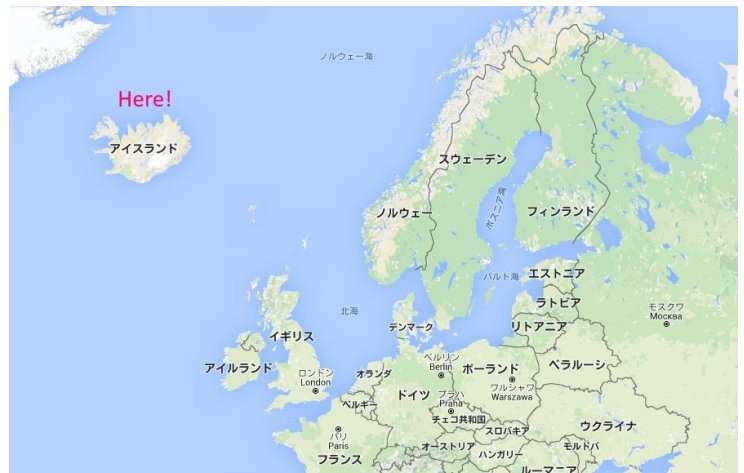 ノルウェー海
Here!
アイスランド
スウェーデン
ボスニア海
ノルウェー
フィンランド
バルト海
エストニア
ラトビア
リトアニア
モスクワ
Москва
北海
デンマーク
イギリス
アイルランド
ロンドン
London
オランダ
ベルリン
Berlin
ポーランド
ワルシャワ
Warszawa
ベラルーシ
ベルギー
ドイツ
プラハ
Praha
チェコ共和国
ウクライナ
スロバキア
パリ
Paris
オーストリア
ハンガリー
モルドバ
フランス
ルーマニア